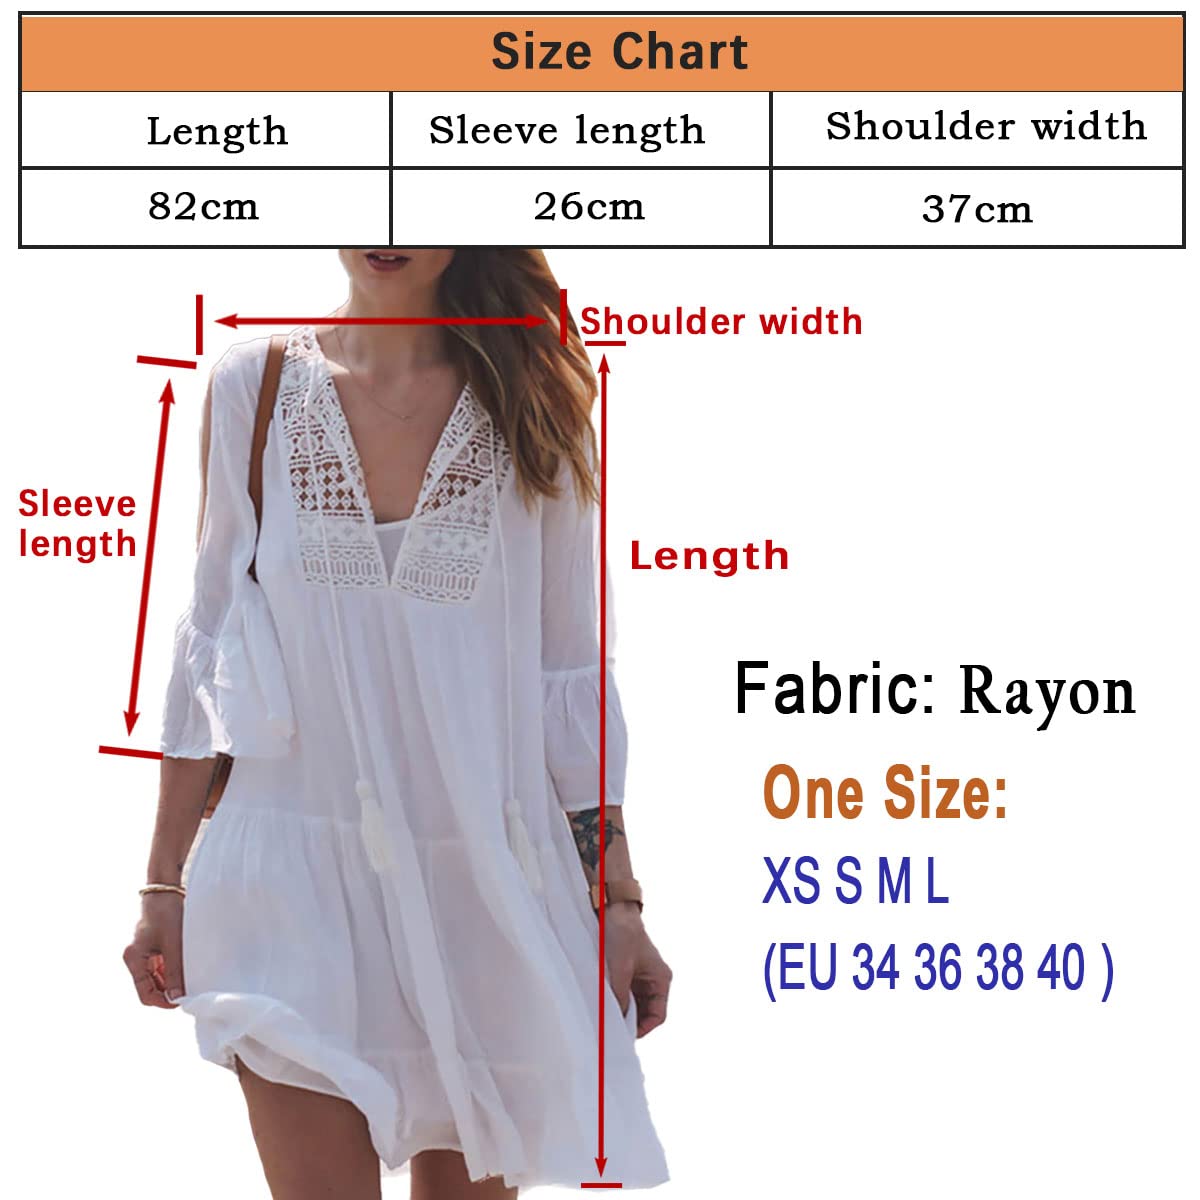 Size Chart
Length Sleeve length Shoulder width
82cm 26cm 37cm
Shoulder width
Sleeve
length
Length
Fabric: Rayon
One Size:
XS S M L
(EU 34 36 38 40 )